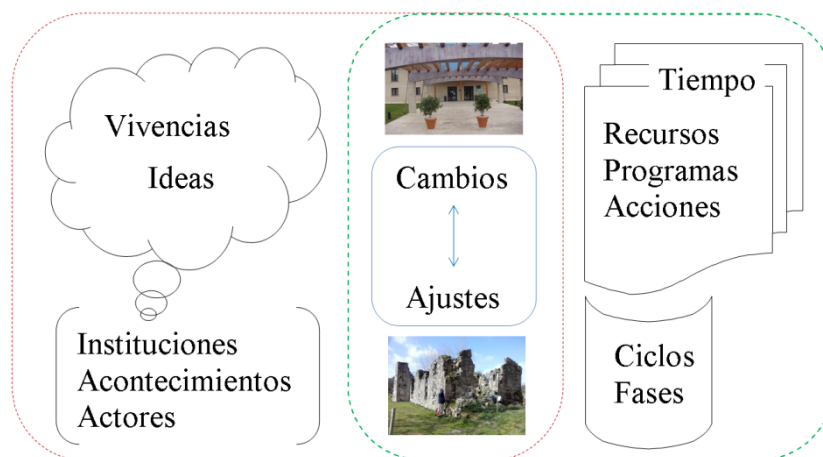 Vivencias
Ideas
Instituciones
Acontecimientos
Actores
Cambios
Ajustes
Tiempo
Recursos
Programas
Acciones
Ciclos
Fases